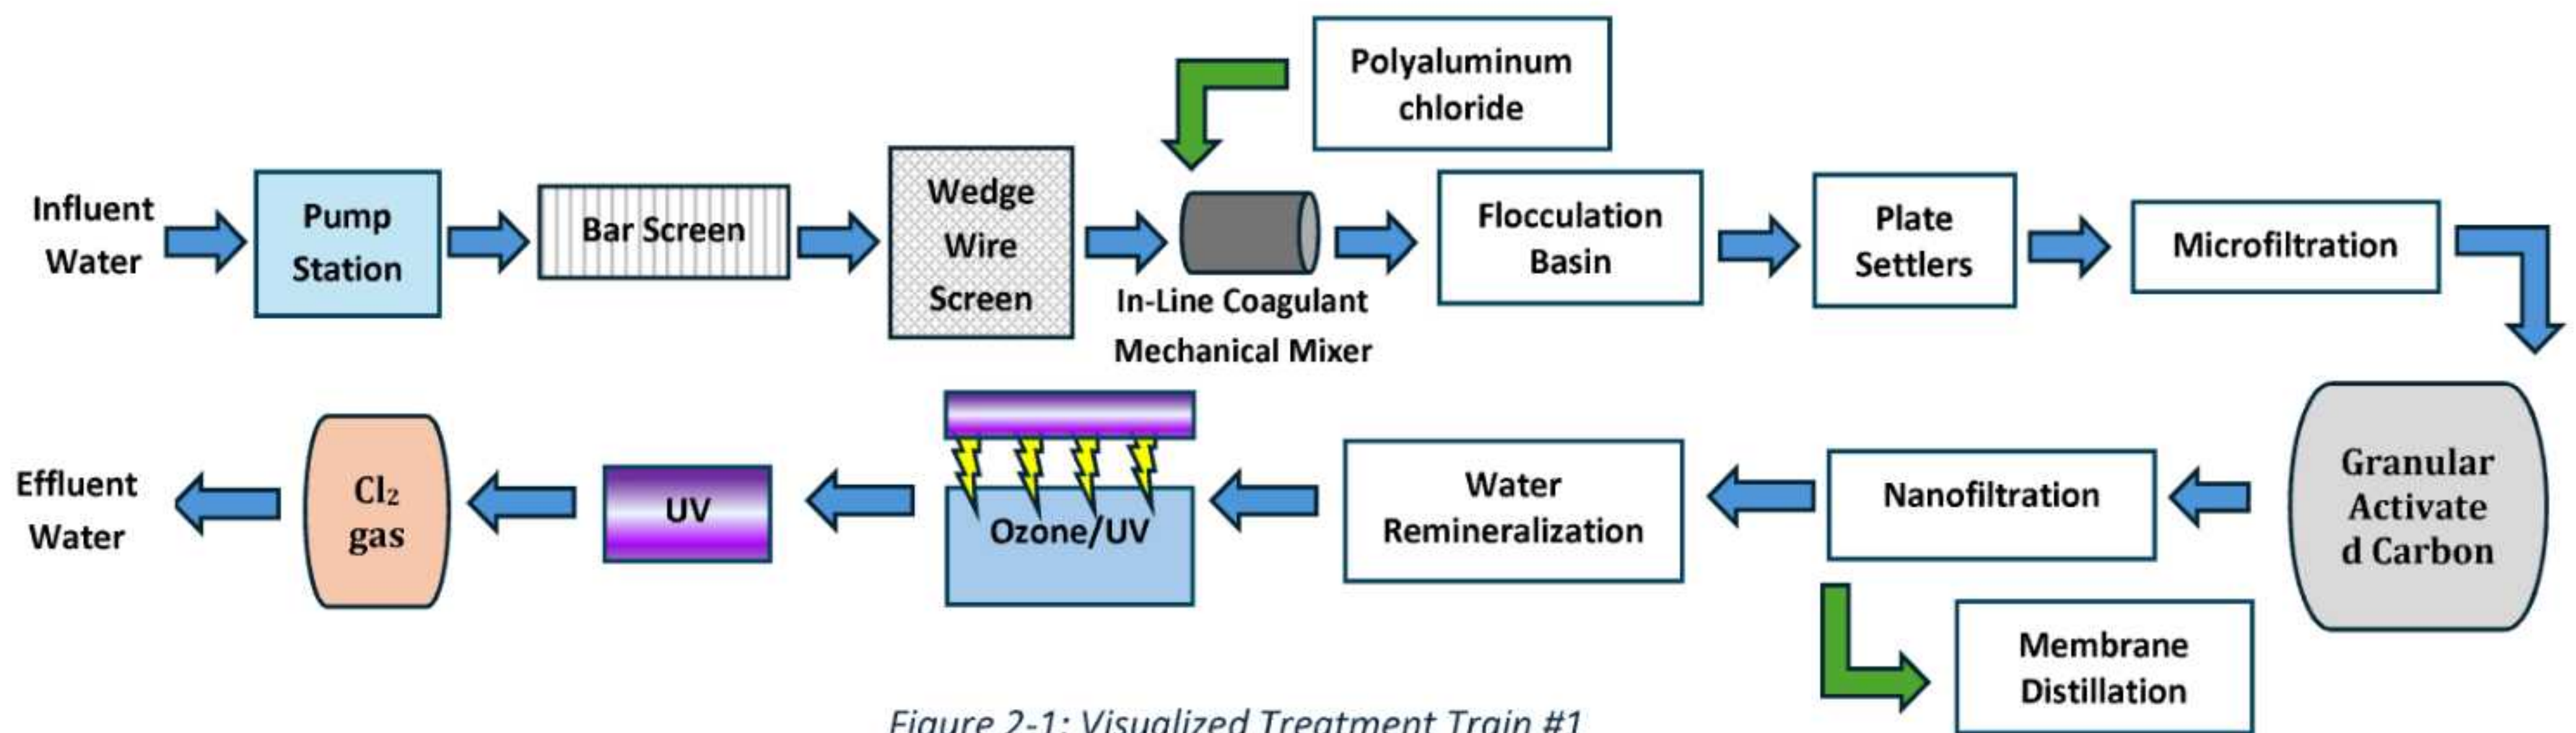 Influent
Water
Pump
Station
Bar Screen
Wedge
Wire
Screen
Polyaluminum
chloride
In-Line Coagulant
Mechanical Mixer
Flocculation
Basin
Plate
Settlers
Microfiltration
Granular
Activate
d Carbon
Nanofiltration
Membrane
Distillation
Water
Remineralization
Ozone/UV
UV
Cl₂
gas
Effluent
Water
Figure 2-1: Visualized Treatment Train #1